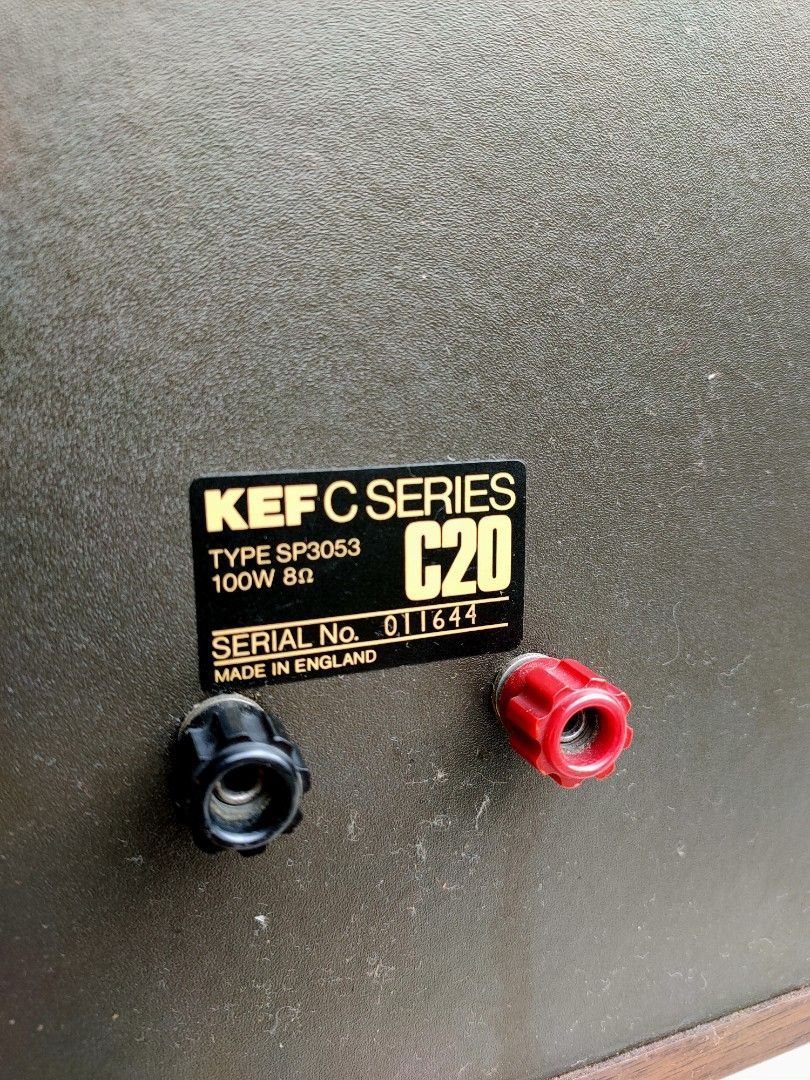 KEF C SERIES
TYPE SP3053 C20
100W 8Ω
SERIAL No. 011644
MADE IN ENGLAND